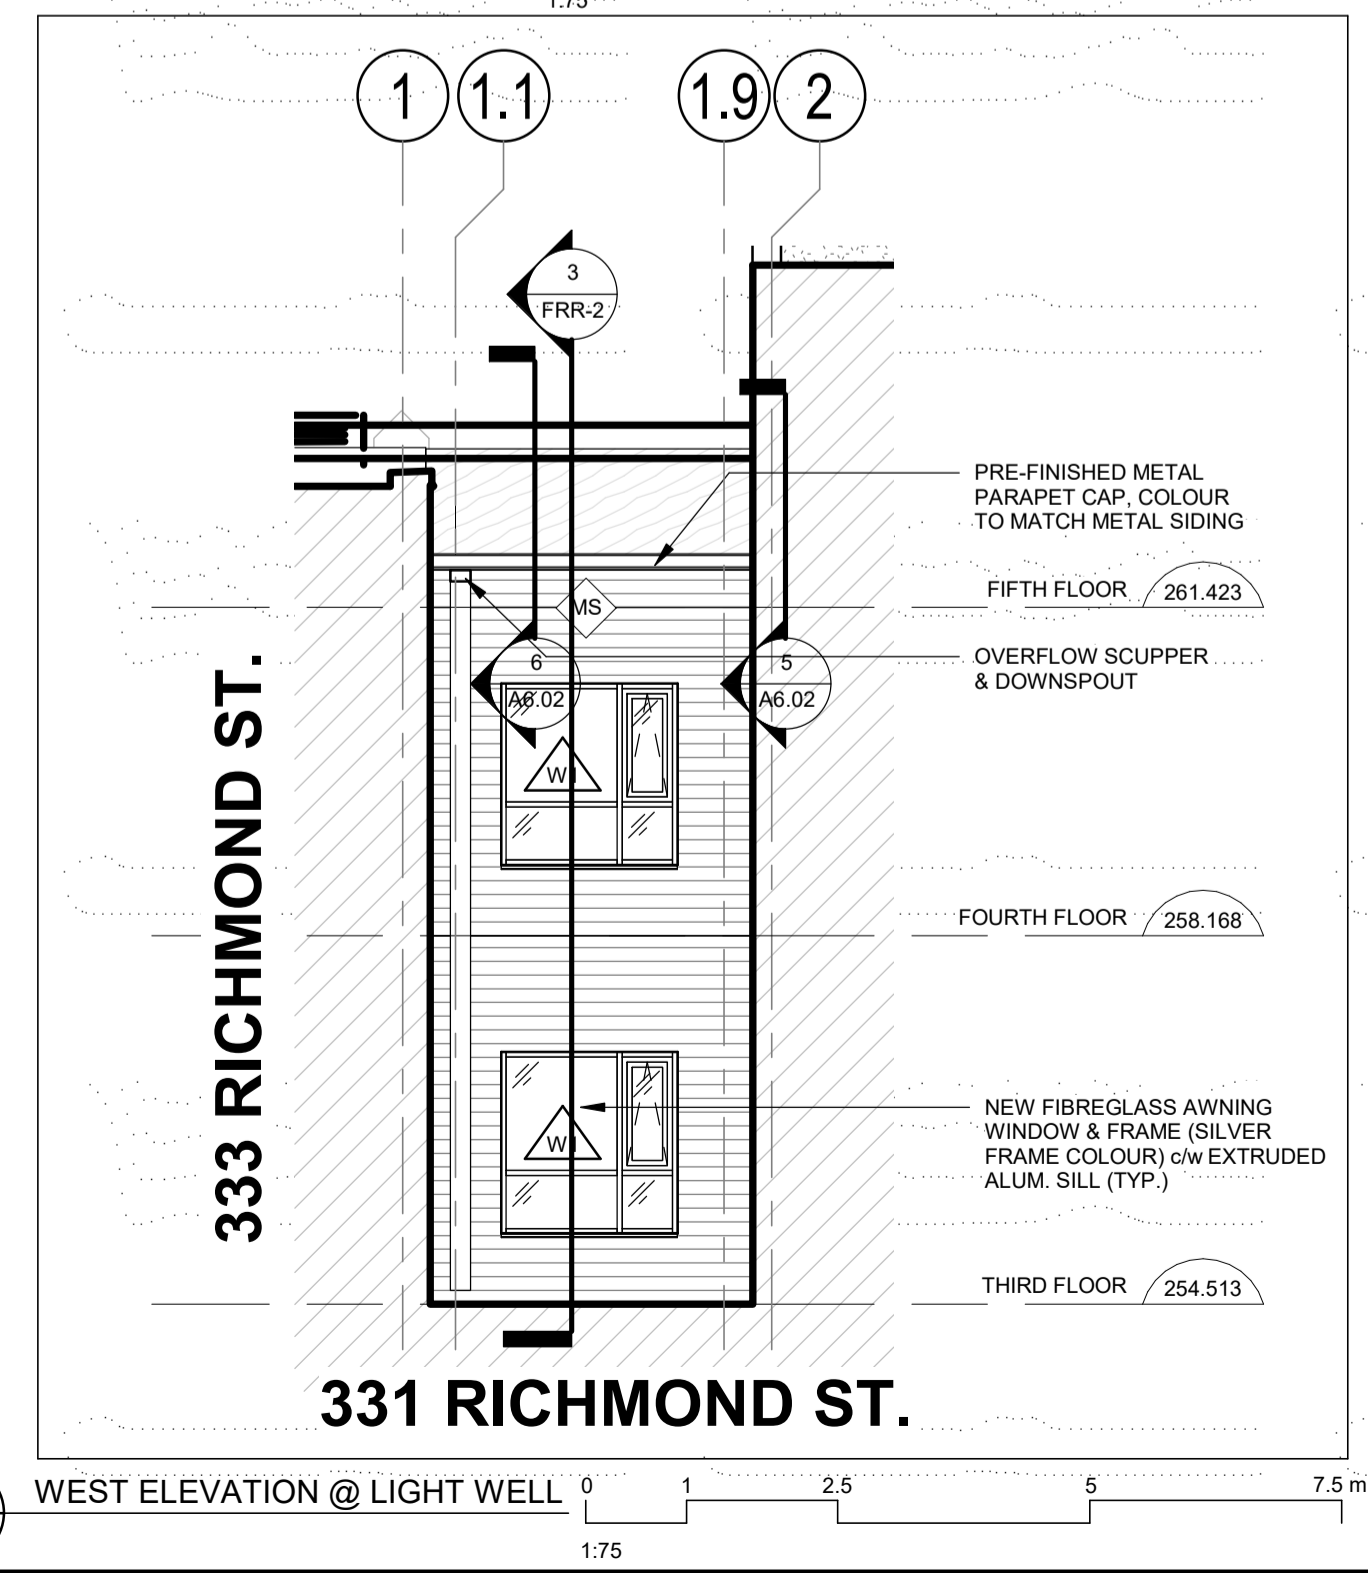 1:75
1
1.1
1.9
2
3
FRR-2
PRE-FINISHED METAL
PARAPET CAP, COLOUR
TO MATCH METAL SIDING
FIFTH FLOOR 261.423
MS
OVERFLOW SCUPPER
& DOWNSPOUT
6
A6.02
5
A6.02
333 RICHMOND ST.
FOURTH FLOOR 258.168
NEW FIBREGLASS AWNING
WINDOW & FRAME (SILVER
FRAME COLOUR) c/w EXTRUDED
ALUM. SILL (TYP.)
THIRD FLOOR 254.513
331 RICHMOND ST.
WEST ELEVATION @ LIGHT WELL
0 1 2.5 5 7.5 m
1:75